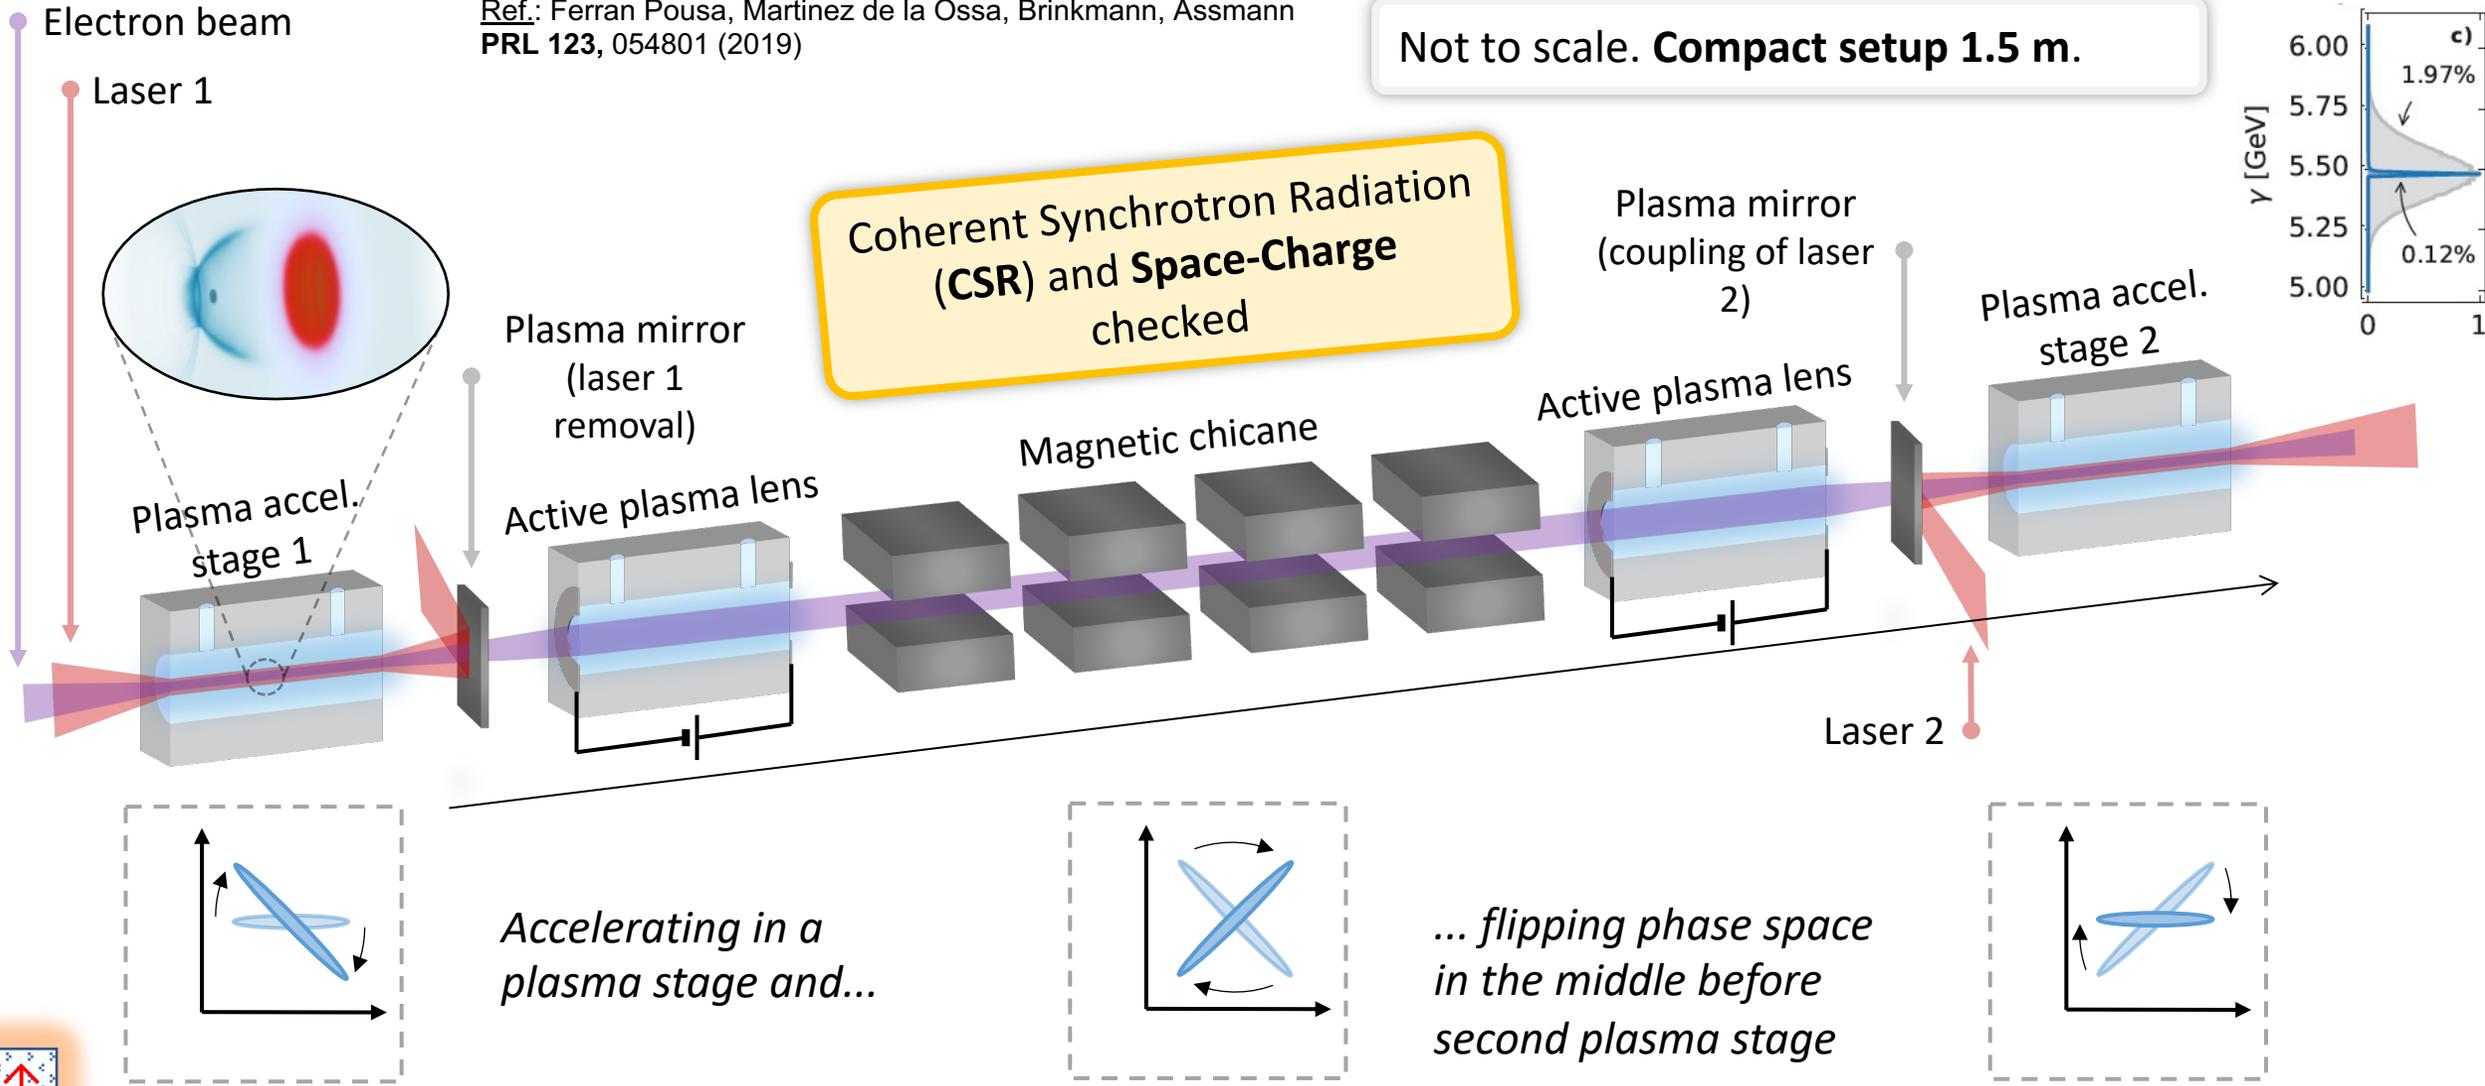 Electron beam
Laser 1
Ref.: Ferran Pousa, Martinez de la Ossa, Brinkmann, Assmann
PRL 123, 054801 (2019)
Not to scale. Compact setup 1.5 m.
c)
6.00
5.75
5.50
5.25
5.00
γ [GeV]
1.97%
0.12%
0
1
Coherent Synchrotron Radiation
(CSR) and Space-Charge
checked
Plasma mirror
(laser 1
removal)
Plasma mirror
(coupling of laser
2)
Plasma accel.
stage 1
Active plasma lens
Magnetic chicane
Active plasma lens
Plasma accel.
stage 2
Laser 2
Accelerating in a
plasma stage and...
... flipping phase space
in the middle before
second plasma stage